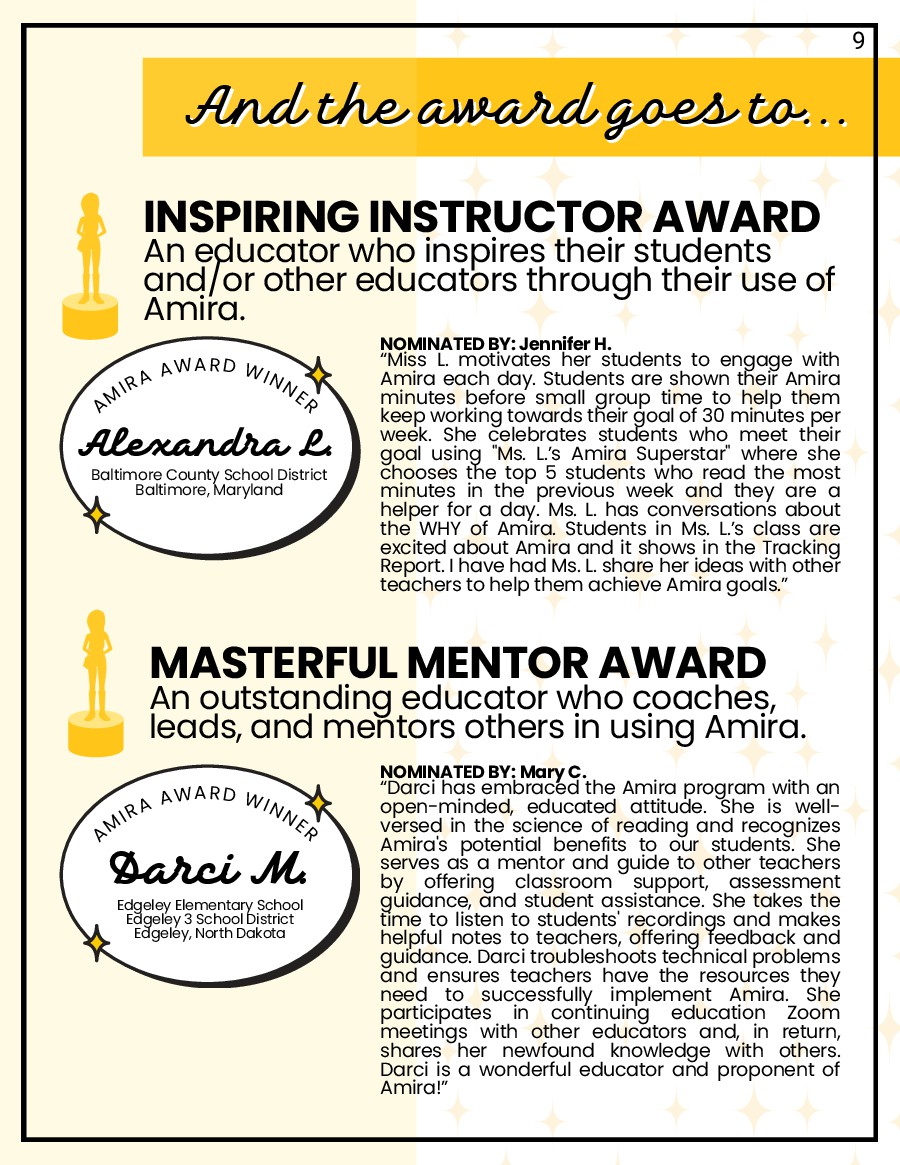 9
And the award goes to...
INSPIRING INSTRUCTOR AWARD
An educator who inspires their students
and/or other educators through their use of
Amira.
AMIRA AWARD WINNER
Alexandra L.
Baltimore County School District
Baltimore, Maryland
NOMINATED BY: Jennifer H.
“Miss L. motivates her students to engage with
Amira each day. Students are shown their Amira
minutes before small group time to help them
keep working towards their goal of 30 minutes per
week. She celebrates students who meet their
goal using "Ms. L.’s Amira Superstar" where she
chooses the top 5 students who read the most
minutes in the previous week and they are a
helper for a day. Ms. L. has conversations about
the WHY of Amira. Students in Ms. L.’s class are
excited about Amira and it shows in the Tracking
Report. I have had Ms. L. share her ideas with other
teachers to help them achieve Amira goals.”
MASTERFUL MENTOR AWARD
An outstanding educator who coaches,
leads, and mentors others in using Amira.
AMIRA AWARD WINNER
Darci M.
Edgeley Elementary School
Edgeley 3 School District
Edgeley, North Dakota
NOMINATED BY: Mary C.
“Darci has embraced the Amira program with an
open-minded, educated attitude. She is well-
versed in the science of reading and recognizes
Amira's potential benefits to our students. She
serves as a mentor and guide to other teachers
by offering classroom support, assessment
guidance, and student assistance. She takes the
time to listen to students' recordings and makes
helpful notes to teachers, offering feedback and
guidance. Darci troubleshoots technical problems
and ensures teachers have the resources they
need to successfully implement Amira. She
participates in continuing education Zoom
meetings with other educators and, in return,
shares her newfound knowledge with others.
Darci is a wonderful educator and proponent of
Amira!”